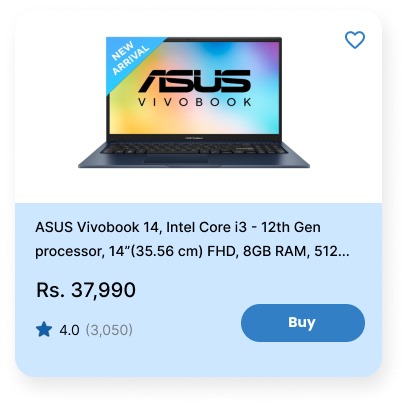 NEW
ARRIVAL
ASUS
VIVOBOOK
ASUS Vivobook 14, Intel Core i3 - 12th Gen
processor, 14”(35.56 cm) FHD, 8GB RAM, 512...
Rs. 37,990
4.0 (3,050)
Buy